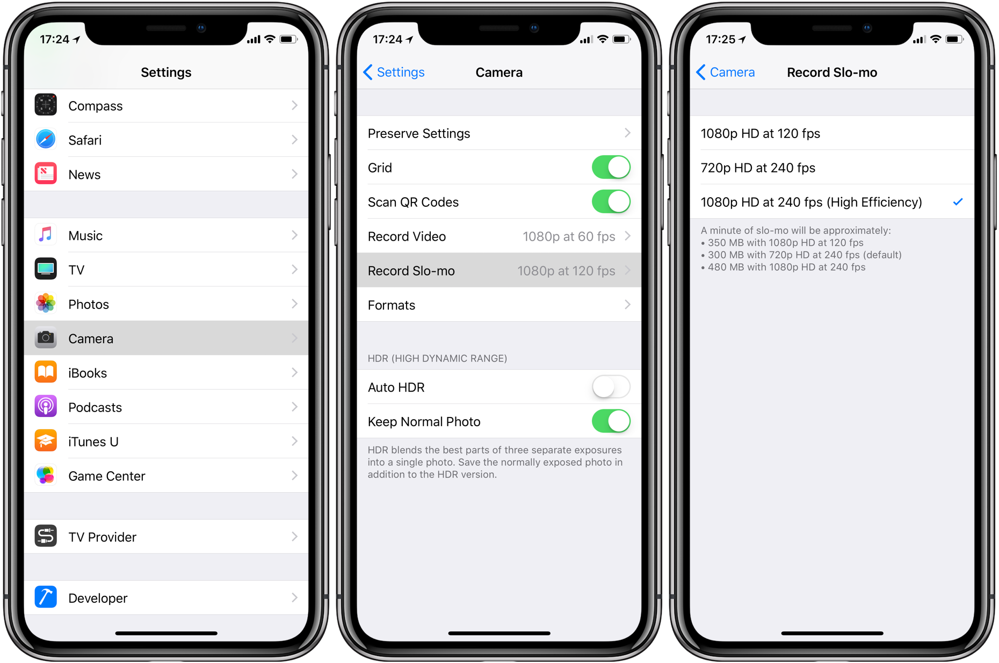 17:24
Settings
Compass
Safari
News
Music
TV
Photos
Camera
iBooks
Podcasts
iTunes U
Game Center
TV Provider
Developer
17:24
Settings
Camera
Preserve Settings
Grid
Scan QR Codes
Record Video 1080p at 60 fps
Record Slo-mo 1080p at 120 fps
Formats
HDR (HIGH DYNAMIC RANGE)
Auto HDR
Keep Normal Photo
HDR blends the best parts of three separate exposures
into a single photo. Save the normally exposed photo in
addition to the HDR version.
17:25
Camera
Record Slo-mo
1080p HD at 120 fps
720p HD at 240 fps
1080p HD at 240 fps (High Efficiency)
A minute of slo-mo will be approximately:
• 350 MB with 1080p HD at 120 fps
• 300 MB with 720p HD at 240 fps (default)
• 480 MB with 1080p HD at 240 fps